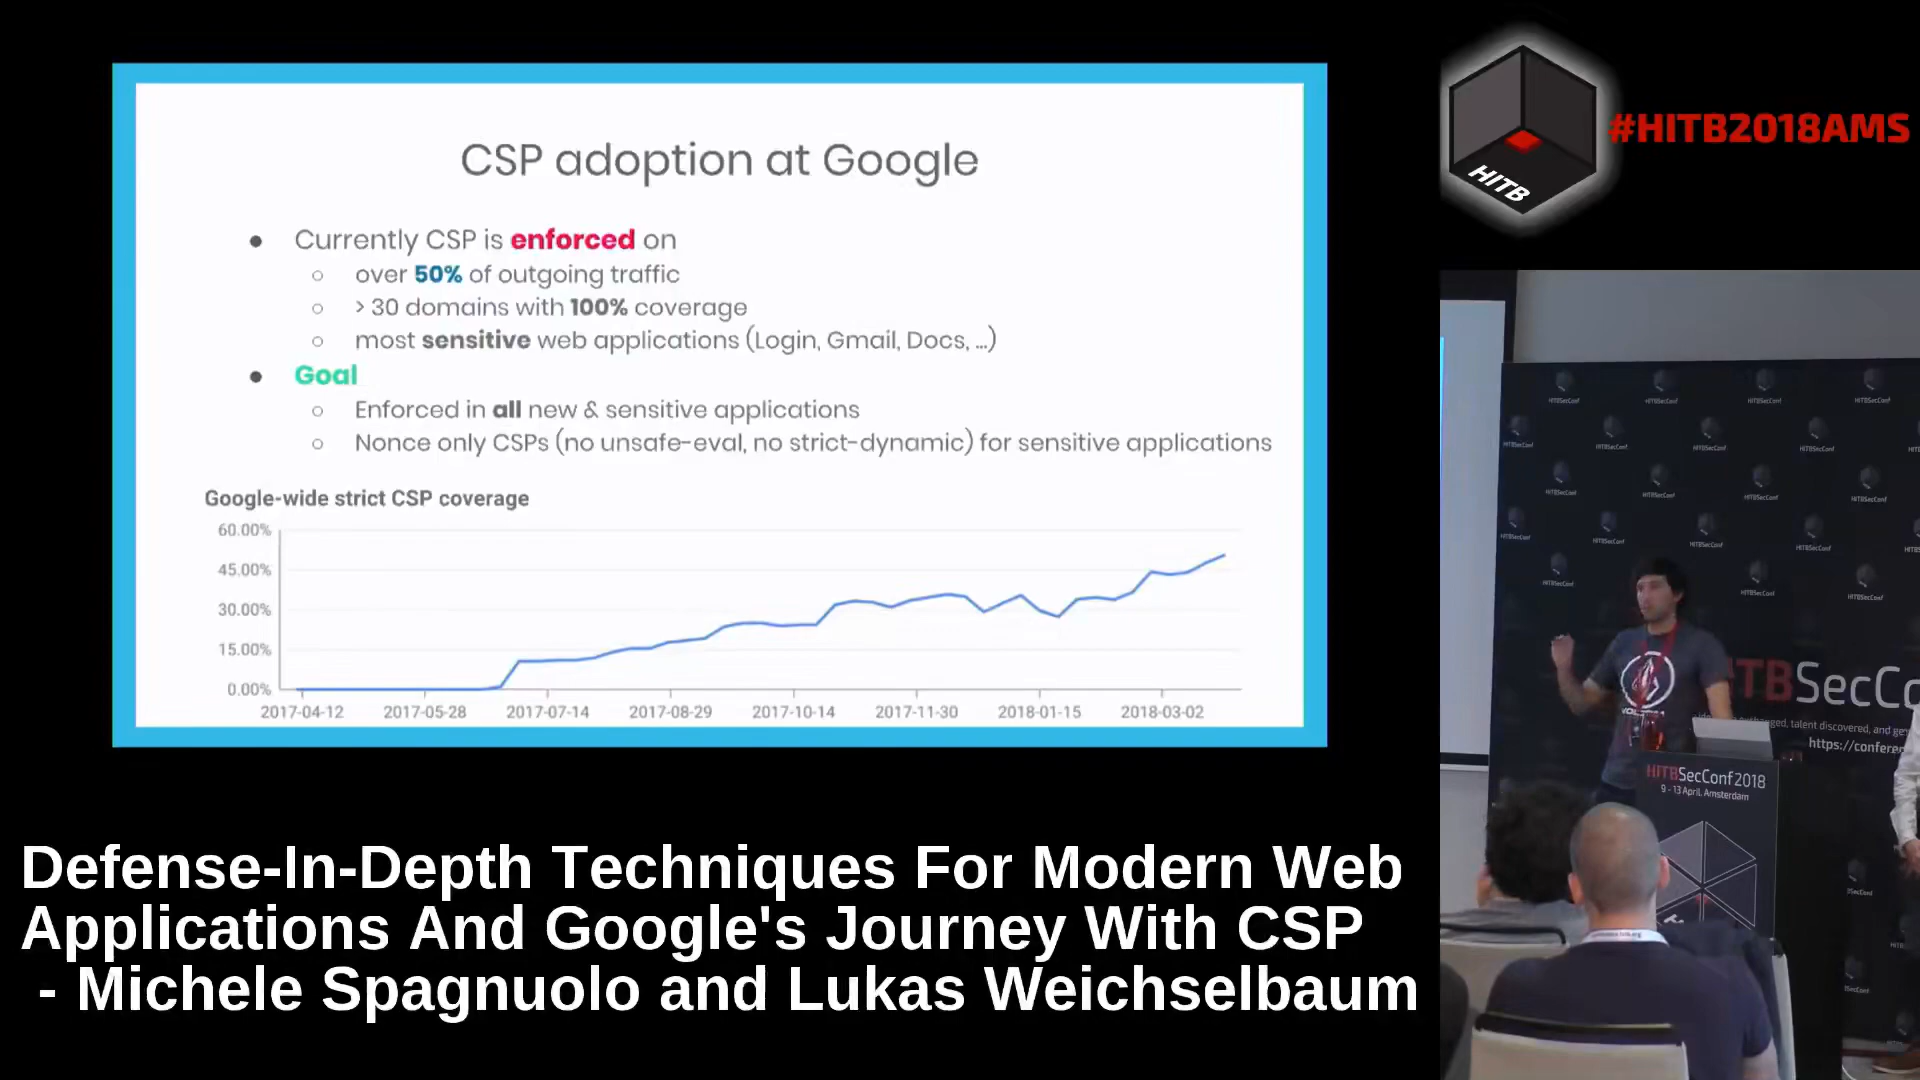 CSP adoption at Google
● Currently CSP is enforced on
○ over 50% of outgoing traffic
○ > 30 domains with 100% coverage
○ most sensitive web applications (Login, Gmail, Docs, ...)
● Goal
○ Enforced in all new & sensitive applications
○ Nonce only CSPs (no unsafe-eval, no strict-dynamic) for sensitive applications
Google-wide strict CSP coverage
60.00%
45.00%
30.00%
15.00%
0.00%
2017-04-12 2017-05-28 2017-07-14 2017-08-29 2017-10-14 2017-11-30 2018-01-15 2018-03-02
HITB
#HITB2018AMS
HITBSecConf
talent discovered, and
https://
HITBSecConf2018
9 - 13 April, Amsterdam
Defense-In-Depth Techniques For Modern Web
Applications And Google's Journey With CSP
- Michele Spagnuolo and Lukas Weichselbaum